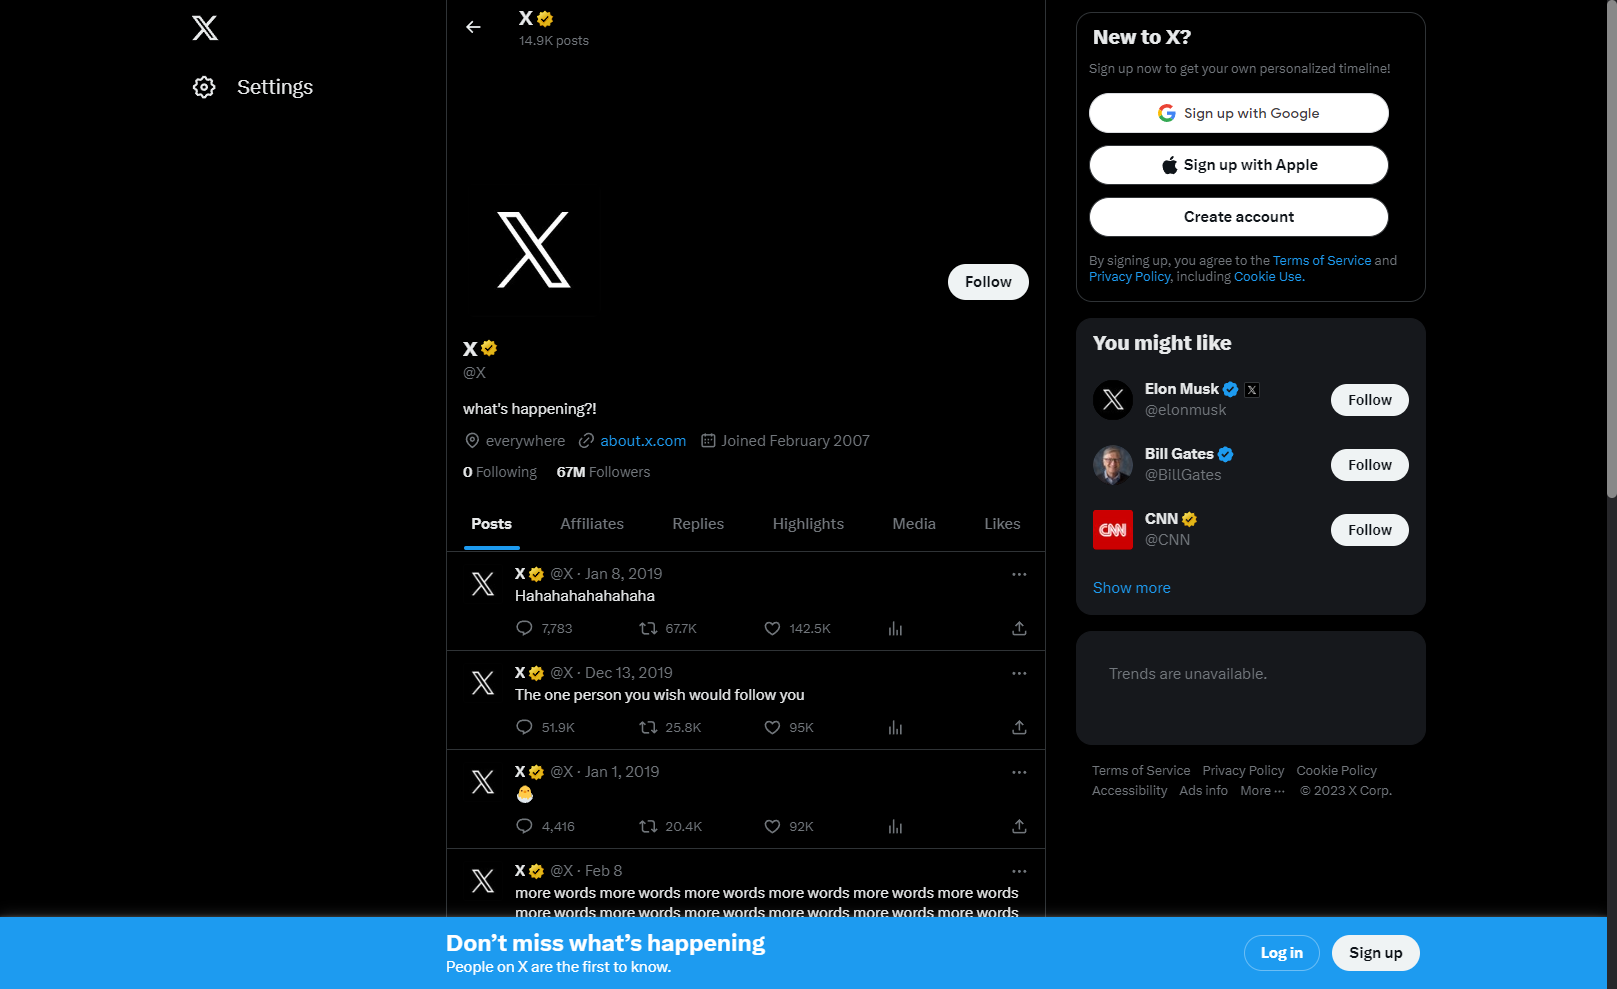 Settings
X
14.9K posts
Follow
X
@X
what's happening?!
everywhere about.x.com Joined February 2007
0 Following 67M Followers
Posts Affiliates Replies Highlights Media Likes
X @X · Jan 8, 2019
Hahahahahahahaha
7,783 67.7K 142.5K
X @X · Dec 13, 2019
The one person you wish would follow you
51.9K 25.8K 95K
X @X · Jan 1, 2019
🐣
4,416 20.4K 92K
X @X · Feb 8
more words more words more words more words more words more words
more words more words more words more words more words more words
New to X?
Sign up now to get your own personalized timeline!
Sign up with Google
Sign up with Apple
Create account
By signing up, you agree to the Terms of Service and
Privacy Policy, including Cookie Use.
You might like
Elon Musk
@elonmusk
Follow
Bill Gates
@BillGates
Follow
CNN
CNN
@CNN
Follow
Show more
Trends are unavailable.
Terms of Service Privacy Policy Cookie Policy
Accessibility Ads info More ··· © 2023 X Corp.
Don’t miss what’s happening
People on X are the first to know.
Log in Sign up